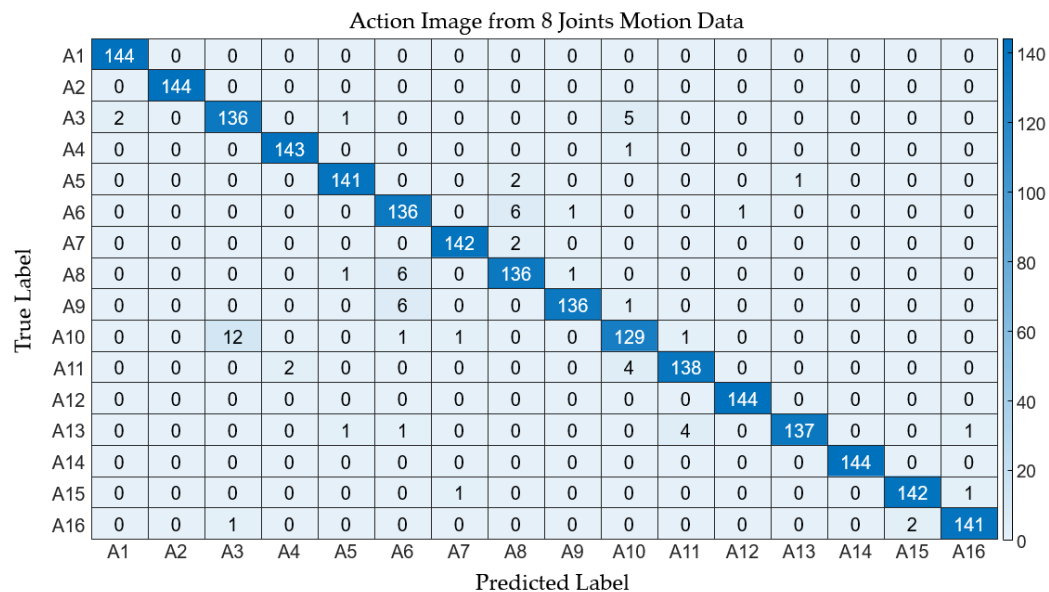 Action Image from 8 Joints Motion Data
A1 144 0 0 0 0 0 0 0 0 0 0 0 0 0 0 0 140
A2 0 144 0 0 0 0 0 0 0 0 0 0 0 0 0 0
A3 2 0 136 0 1 0 0 0 0 5 0 0 0 0 0 0 120
A4 0 0 0 143 0 0 0 0 0 1 0 0 0 0 0 0
A5 0 0 0 0 141 0 0 2 0 0 0 0 1 0 0 0 100
A6 0 0 0 0 0 136 0 6 1 0 0 1 0 0 0 0
A7 0 0 0 0 0 0 142 2 0 0 0 0 0 0 0 0
A8 0 0 0 0 1 6 0 136 1 0 0 0 0 0 0 0 80
A9 0 0 0 0 0 6 0 0 136 1 0 0 0 0 0 0
A10 0 0 12 0 0 1 1 0 0 129 1 0 0 0 0 0 60
A11 0 0 0 2 0 0 0 0 0 4 138 0 0 0 0 0
A12 0 0 0 0 0 0 0 0 0 0 0 144 0 0 0 0 40
A13 0 0 0 0 1 1 0 0 0 0 4 0 137 0 0 1
A14 0 0 0 0 0 0 0 0 0 0 0 0 0 144 0 0 20
A15 0 0 0 0 0 0 1 0 0 0 0 0 0 0 142 1
A16 0 0 1 0 0 0 0 0 0 0 0 0 0 0 2 141 0
A1 A2 A3 A4 A5 A6 A7 A8 A9 A10 A11 A12 A13 A14 A15 A16
True Label
Predicted Label